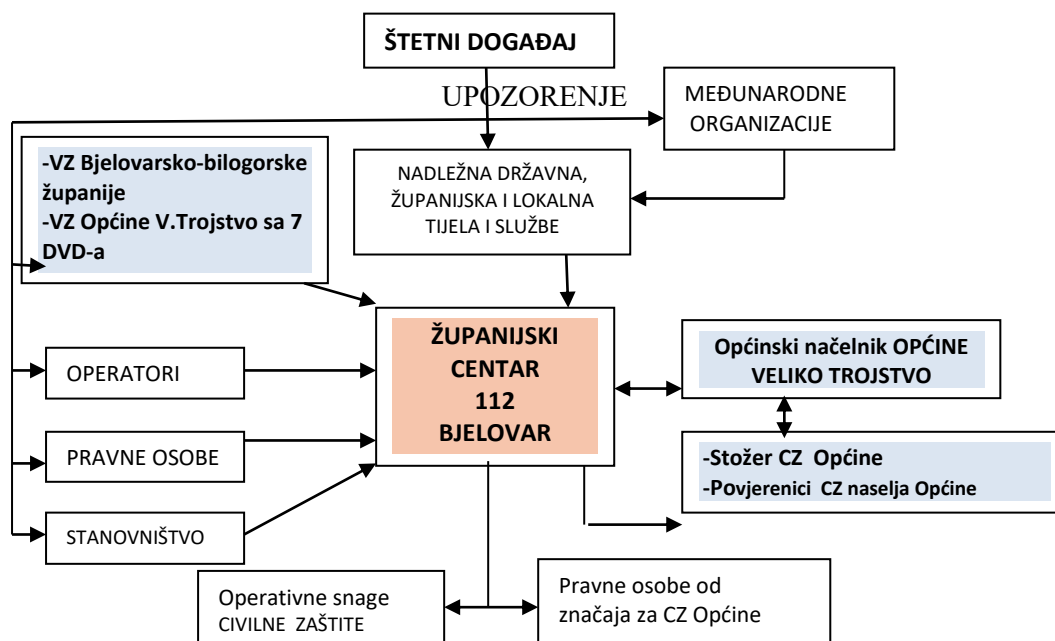 ŠTETNI DOGAĐAJ
UPOZORENJE
MEĐUNARODNE
ORGANIZACIJE
-VZ Bjelovarsko-bilogorske
županije
-VZ Općine V.Trojstvo sa 7
DVD-a
NADLEŽNA DRŽAVNA,
ŽUPANIJSKA I LOKALNA
TIJELA I SLUŽBE
ŽUPANIJSKI
CENTAR
112
BJELOVAR
Općinski načelnik OPĆINE
VELIKO TROJSTVO
OPERATORI
PRAVNE OSOBE
-Stožer CZ Općine
-Povjerenici CZ naselja Općine
STANOVNIŠTVO
Operativne snage
CIVILNE ZAŠTITE
Pravne osobe od
značaja za CZ Općine